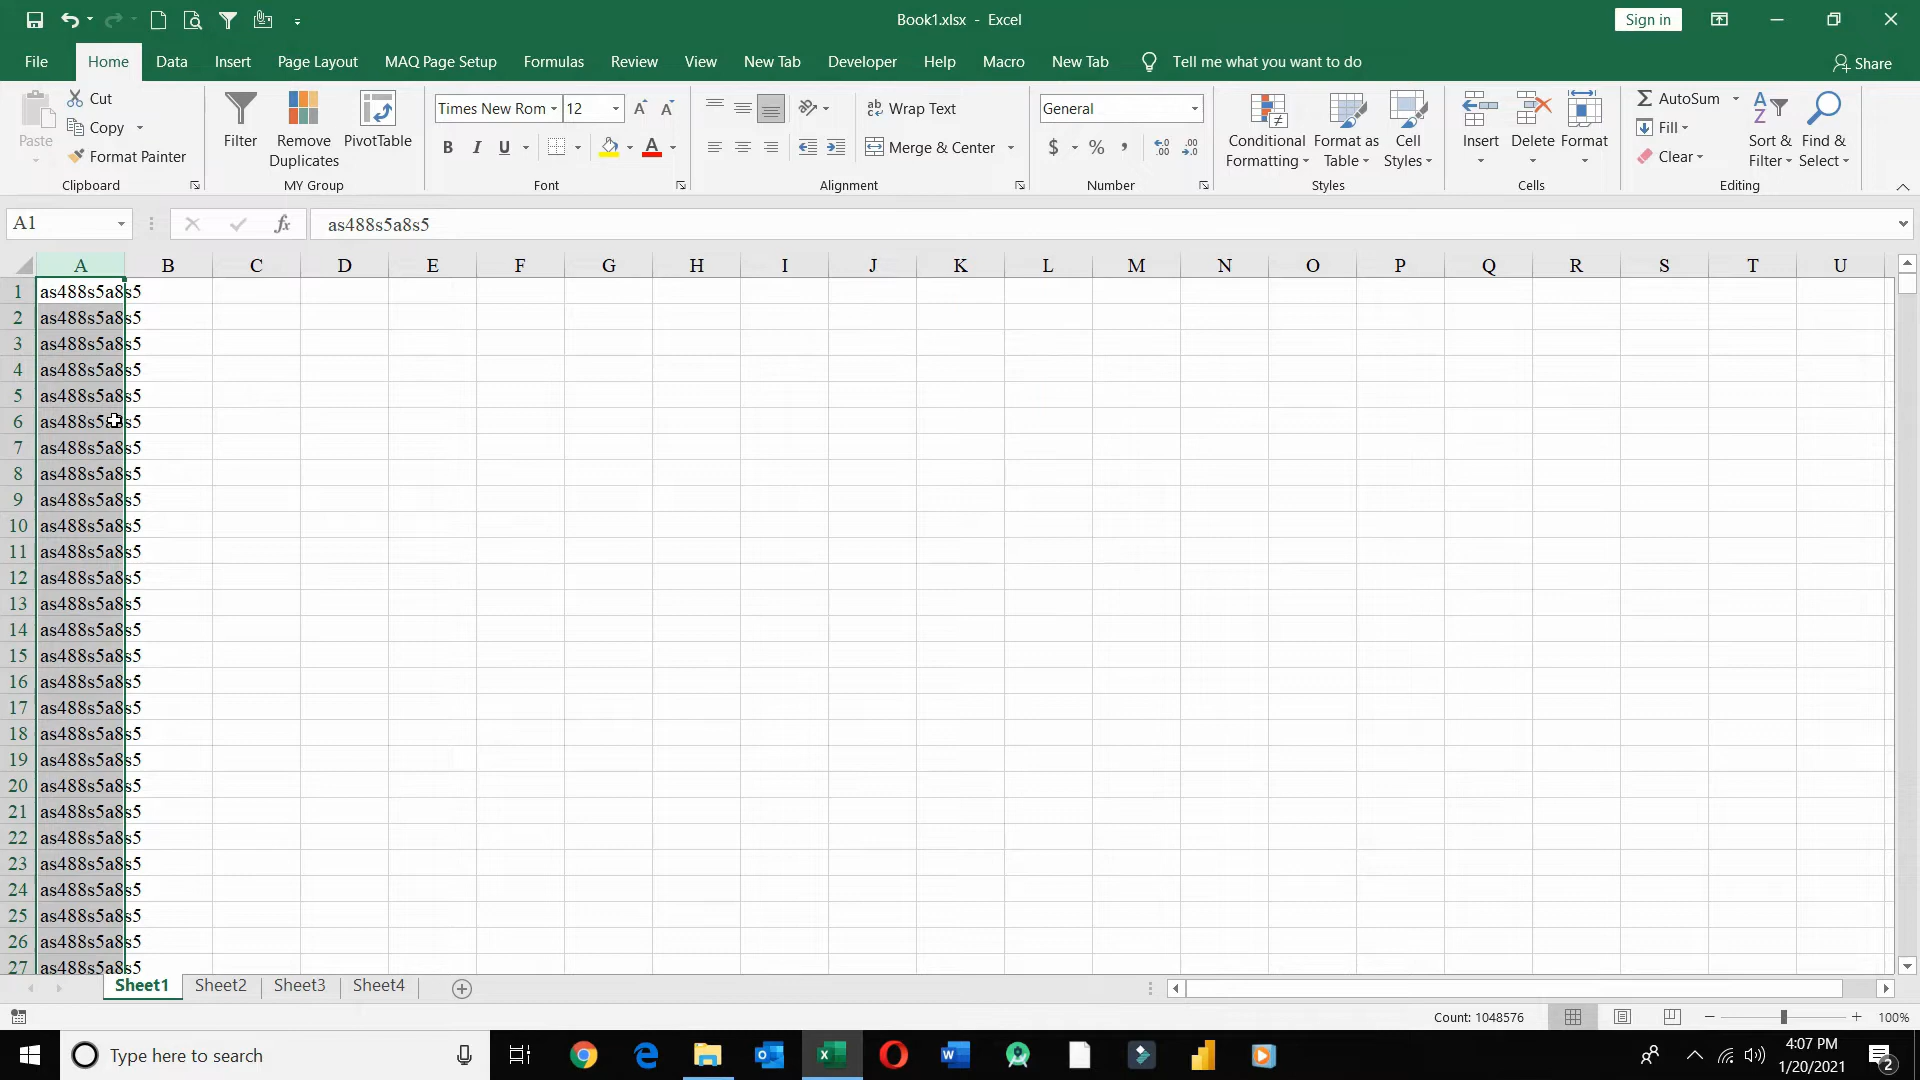 Book1.xlsx - Excel
Sign in
File Home Data Insert Page Layout MAQ Page Setup Formulas Review View New Tab Developer Help Macro New Tab Tell me what you want to do Share
Paste
Cut
Copy
Format Painter
Clipboard
Filter
Remove Duplicates
PivotTable
MY Group
Times New Rom 12
B I U A
Font
Wrap Text
Merge & Center
Alignment
General
$ % ,
Number
Conditional Formatting
Format as Table
Cell Styles
Styles
Insert Delete Format
Cells
AutoSum
Fill
Clear
Sort & Filter
Find & Select
Editing
A1 fx as488s5a8s5
A B C D E F G H I J K L M N O P Q R S T U
1 as488s5a8s5
2 as488s5a8s5
3 as488s5a8s5
4 as488s5a8s5
5 as488s5a8s5
6 as488s5a8s5
7 as488s5a8s5
8 as488s5a8s5
9 as488s5a8s5
10 as488s5a8s5
11 as488s5a8s5
12 as488s5a8s5
13 as488s5a8s5
14 as488s5a8s5
15 as488s5a8s5
16 as488s5a8s5
17 as488s5a8s5
18 as488s5a8s5
19 as488s5a8s5
20 as488s5a8s5
21 as488s5a8s5
22 as488s5a8s5
23 as488s5a8s5
24 as488s5a8s5
25 as488s5a8s5
26 as488s5a8s5
27 as488s5a8s5
Sheet1 Sheet2 Sheet3 Sheet4
Count: 1048576
100%
Type here to search
4:07 PM
1/20/2021
2